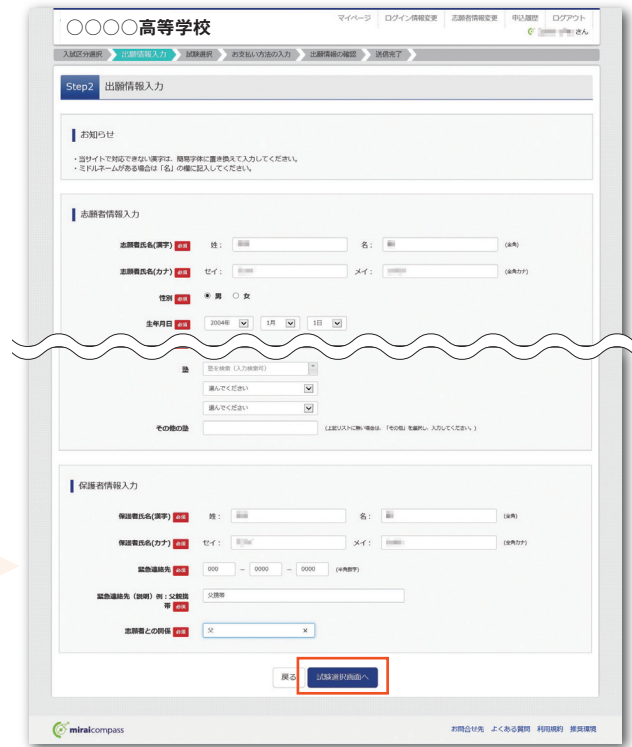 ○○○○高等学校
マイページ ログイン情報変更 志願者情報変更 申込履歴 ログアウト
さん
入試区分選択 出願情報入力 試験選択 お支払い方法の入力 出願情報の確認 送信完了
Step2 出願情報入力
お知らせ
・当サイトで対応できない漢字は、簡易字体に置き換えて入力してください。
・ミドルネームがある場合は「名」の欄に記入してください。
志願者情報入力
志願者氏名(漢字) 必須 姓： 名： (全角)
志願者氏名(カナ) 必須 セイ： メイ： (全角カナ)
性別 必須 男 女
生年月日 必須 2004年 1月 1日
塾 塾を検索（入力検索可）
選んでください
選んでください
その他の塾 (上記リストに無い場合は、「その他」を選択し、入力してください。)
保護者情報入力
保護者氏名(漢字) 必須 姓： 名： (全角)
保護者氏名(カナ) 必須 セイ： メイ： (全角カナ)
緊急連絡先 必須 000 – 0000 – 0000 (半角数字)
緊急連絡先（説明）例：父親携
帯 必須 父携帯
志願者との関係 必須 父 ×
戻る 試験選択画面へ
miraicompass お問合せ先 よくある質問 利用規約 推奨環境